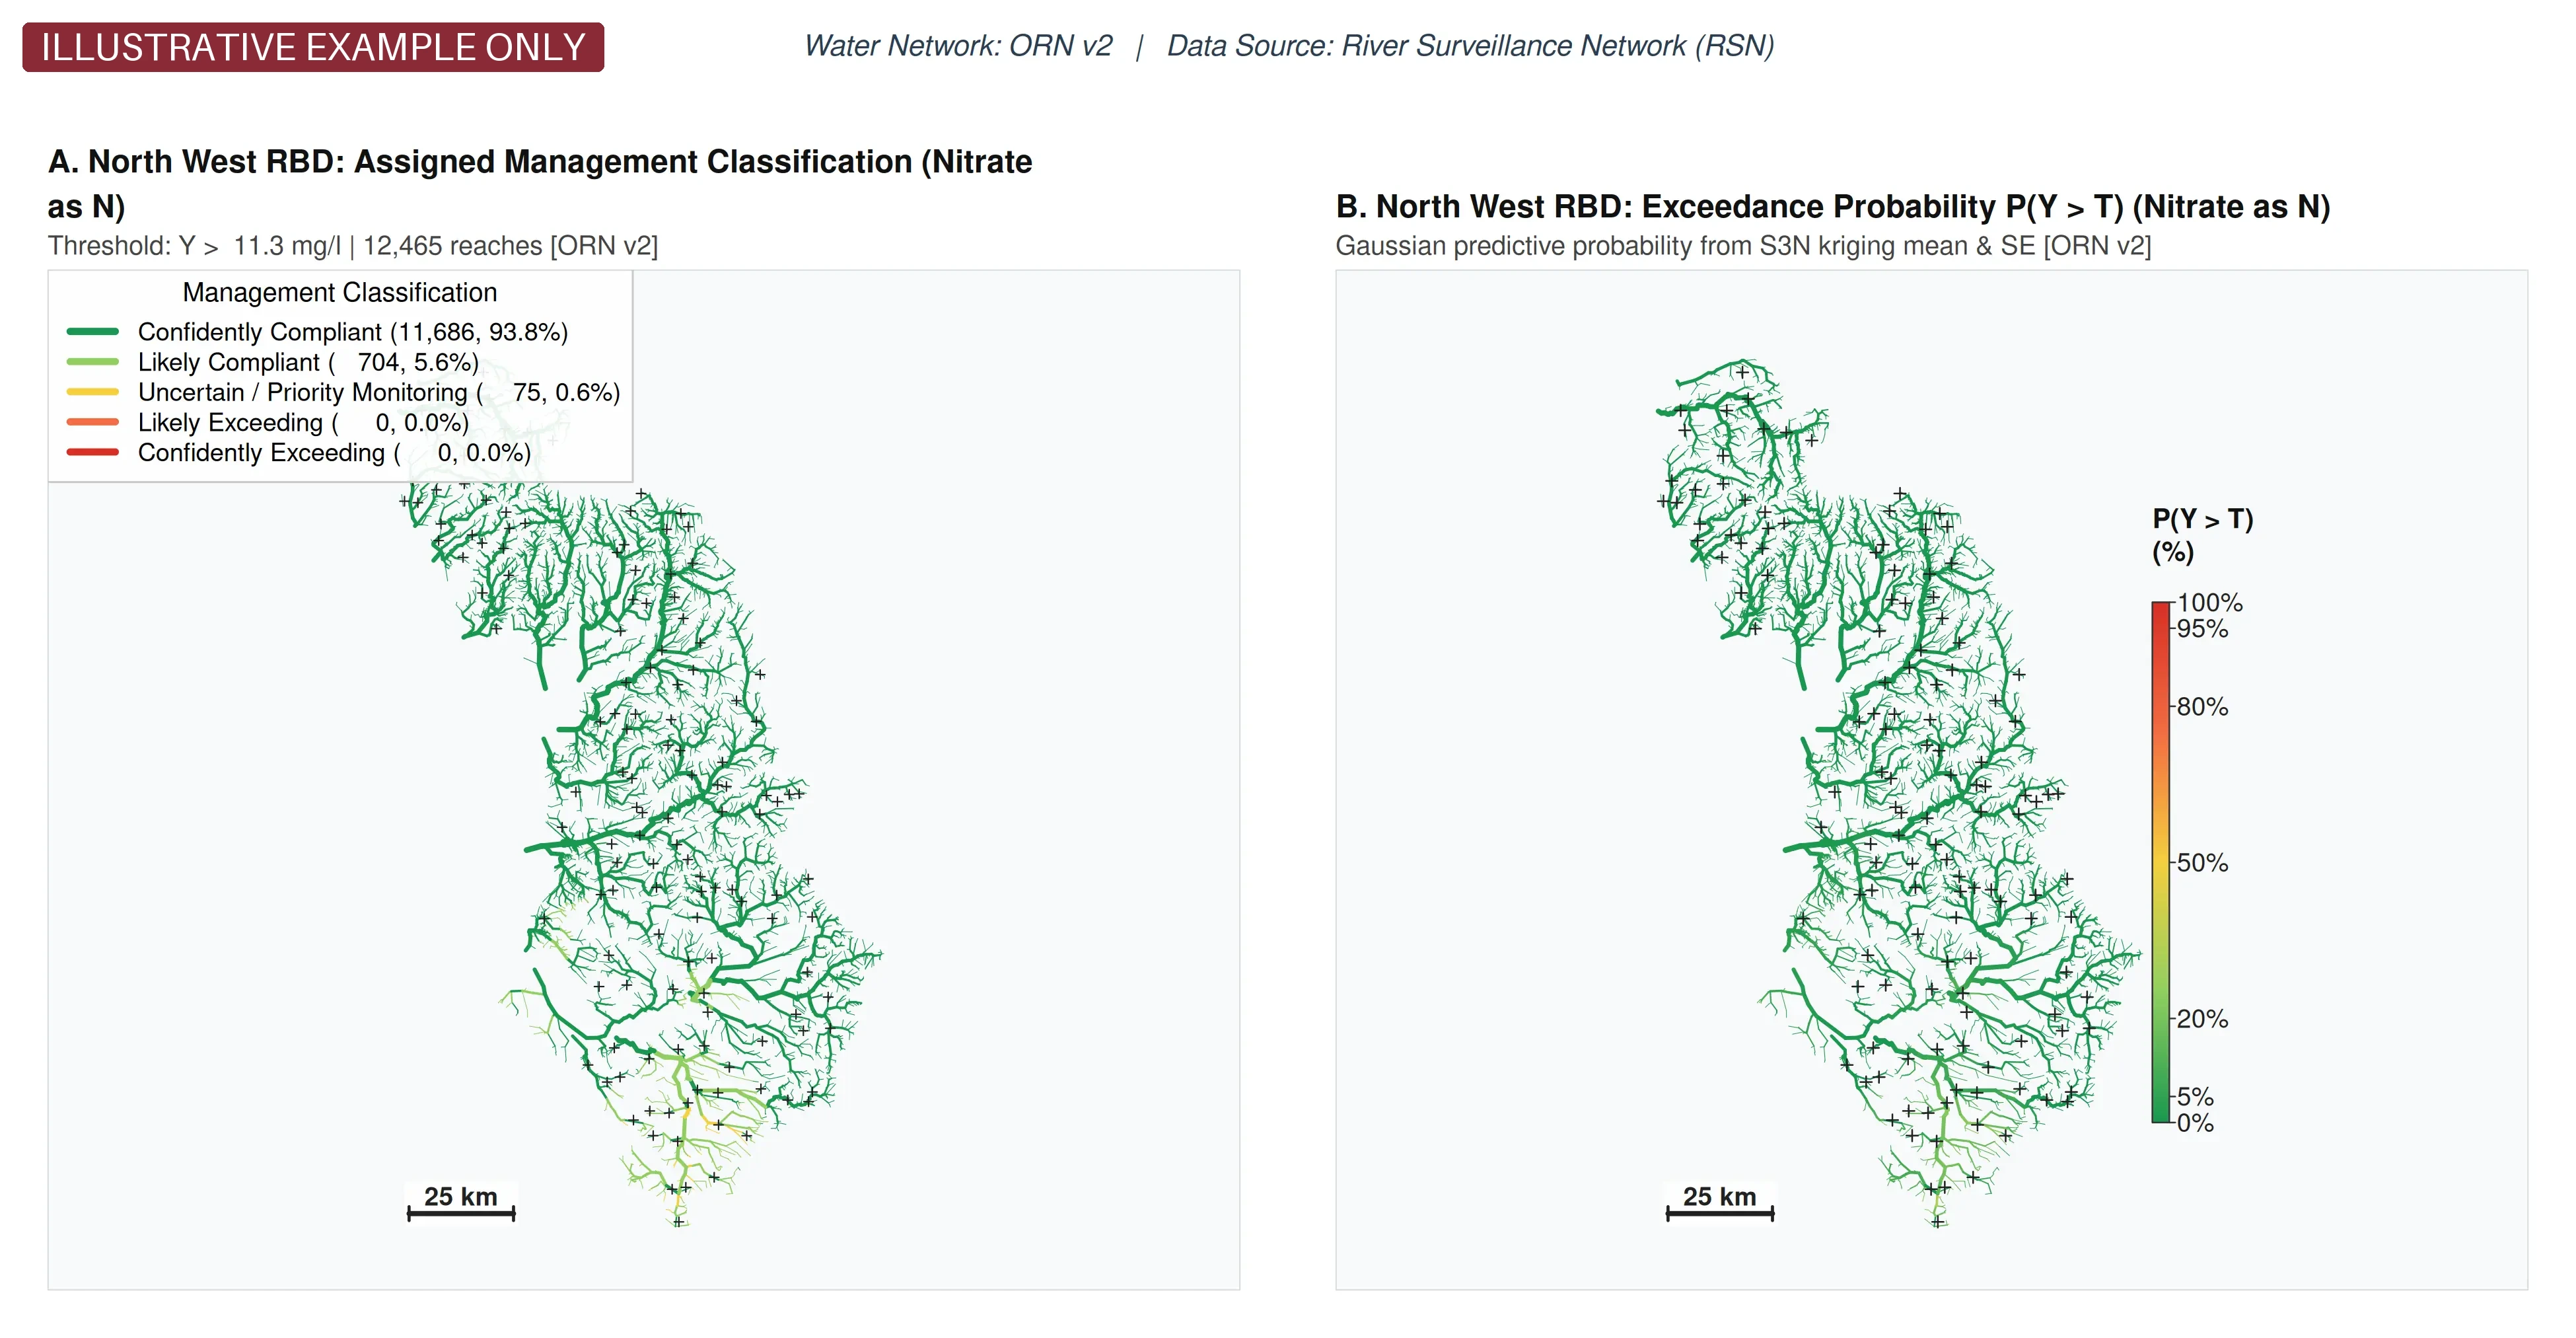 ILLUSTRATIVE EXAMPLE ONLY
Water Network: ORN v2 | Data Source: River Surveillance Network (RSN)
A. North West RBD: Assigned Management Classification (Nitrate
as N)
Threshold: Y > 11.3 mg/l | 12,465 reaches [ORN v2]
Management Classification
Confidently Compliant (11,686, 93.8%)
Likely Compliant ( 704, 5.6%)
Uncertain / Priority Monitoring ( 75, 0.6%)
Likely Exceeding ( 0, 0.0%)
Confidently Exceeding ( 0, 0.0%)
25 km
B. North West RBD: Exceedance Probability P(Y > T) (Nitrate as N)
Gaussian predictive probability from S3N kriging mean & SE [ORN v2]
P(Y > T)
(%)
100%
95%
80%
50%
20%
5%
0%
25 km